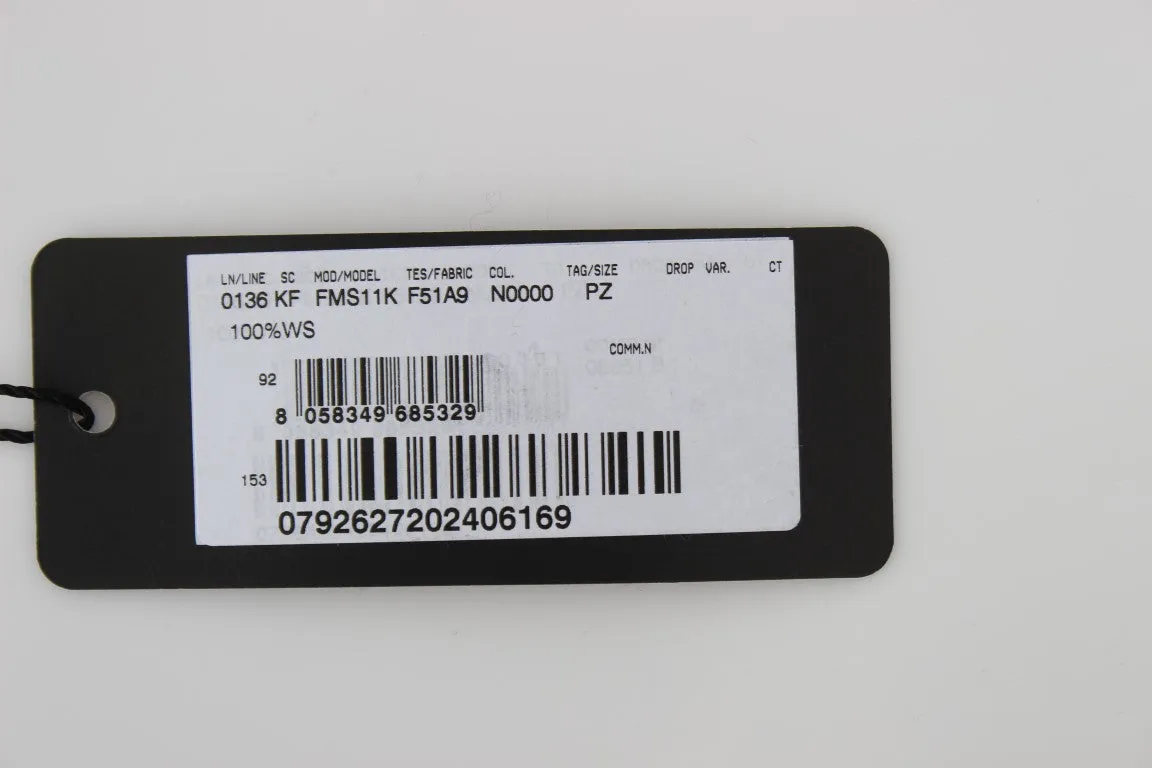 LN/LINE SC MOD/MODEL TES/FABRIC COL. TAG/SIZE DROP VAR. CT
0136 KF FMS11K F51A9 N0000 PZ
100%WS
COMM.N
92
8 058349 685329
153
0792627202406169